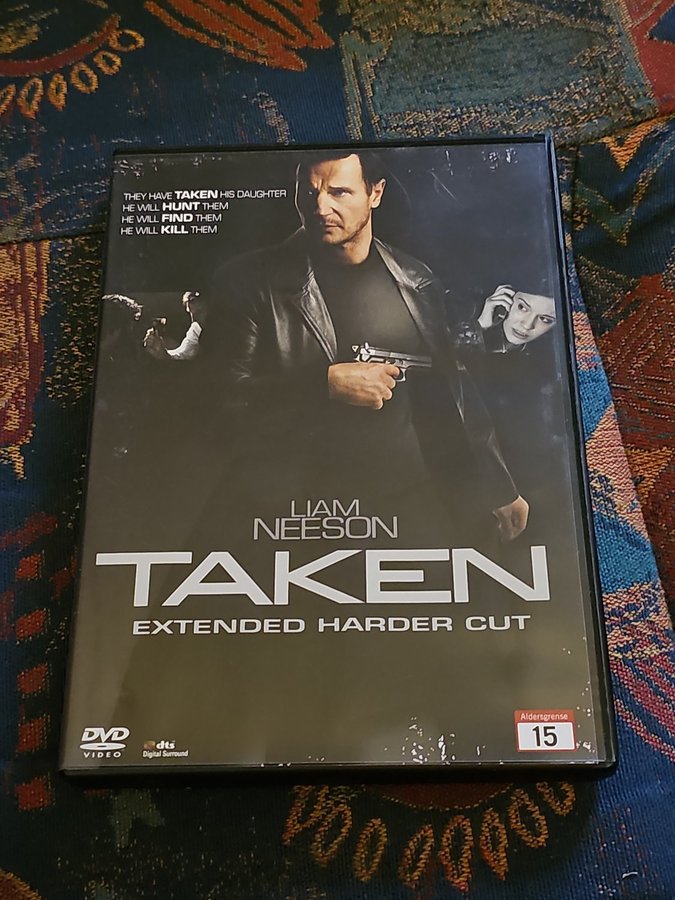 THEY HAVE TAKEN HIS DAUGHTER
HE WILL HUNT THEM
HE WILL FIND THEM
HE WILL KILL THEM
LIAM
NEESON
TAKEN
EXTENDED HARDER CUT
DVD
VIDEO
dts
Digital Surround
Aldersgrense
15